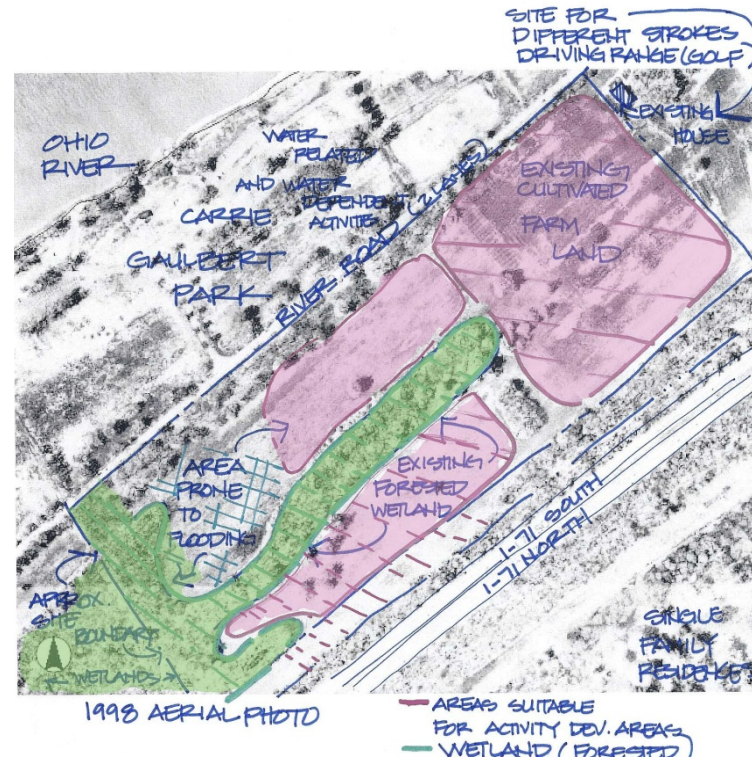 SITE FOR
DIFFERENT STROKES
DRIVING RANGE (GOLF)
EXISTING
HOUSE
OHIO
RIVER
WATER
RELATED
AND WATER
DEPENDENT
ACTIVITE
CARRIE
GAULBERT
PARK
RIVER ROAD (2 LANES)
EXISTING
CULTIVATED
FARM
LAND
AREA
PRONE
TO
FLOODING
EXISTING
FORESTED
WETLAND
I-71 SOUTH
I-71 NORTH
APPROX.
SITE
BOUNDARY
WETLANDS
SINGLE
FAMILY
RESIDENCE
1998 AERIAL PHOTO
AREAS SUITABLE
FOR ACTIVITY DEV. AREAS
WETLAND (FORESTED)